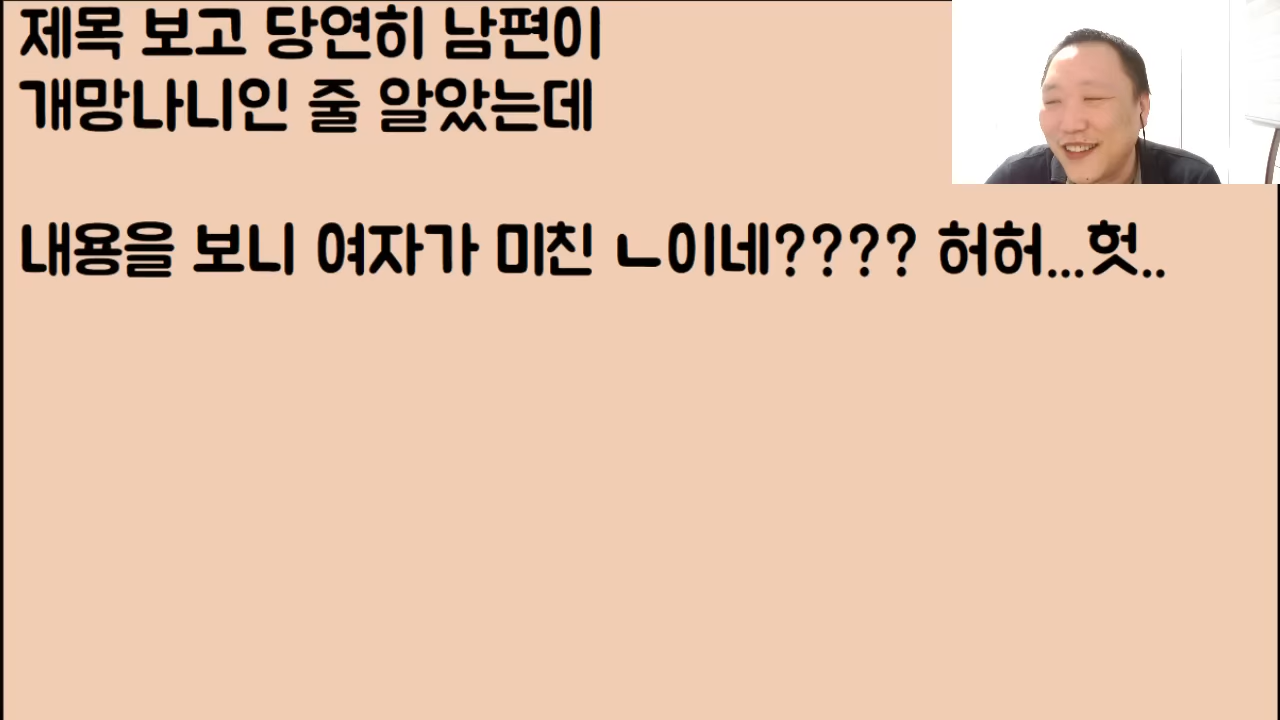 제목 보고 당연히 남편이
개망나니인 줄 알았는데
내용을 보니 여자가 미친 ㄴ이네???? 허허...헛..